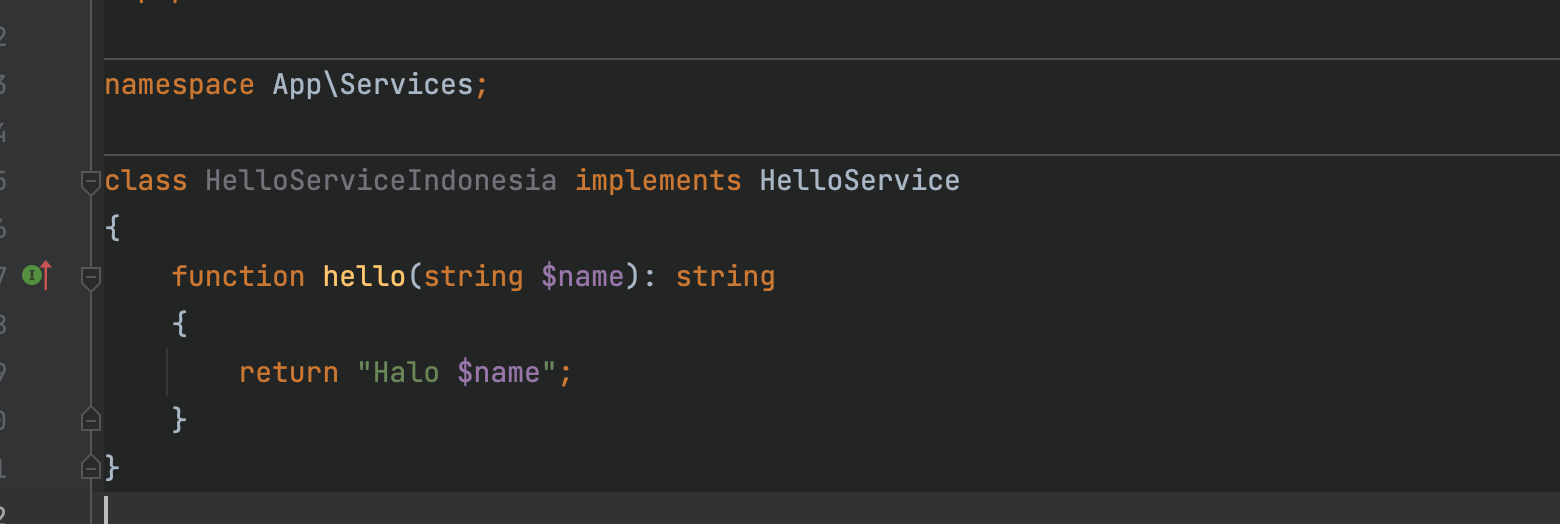 namespace App\Services;
class HelloServiceIndonesia implements HelloService
{
function hello(string $name): string
{
return "Halo $name";
}
}